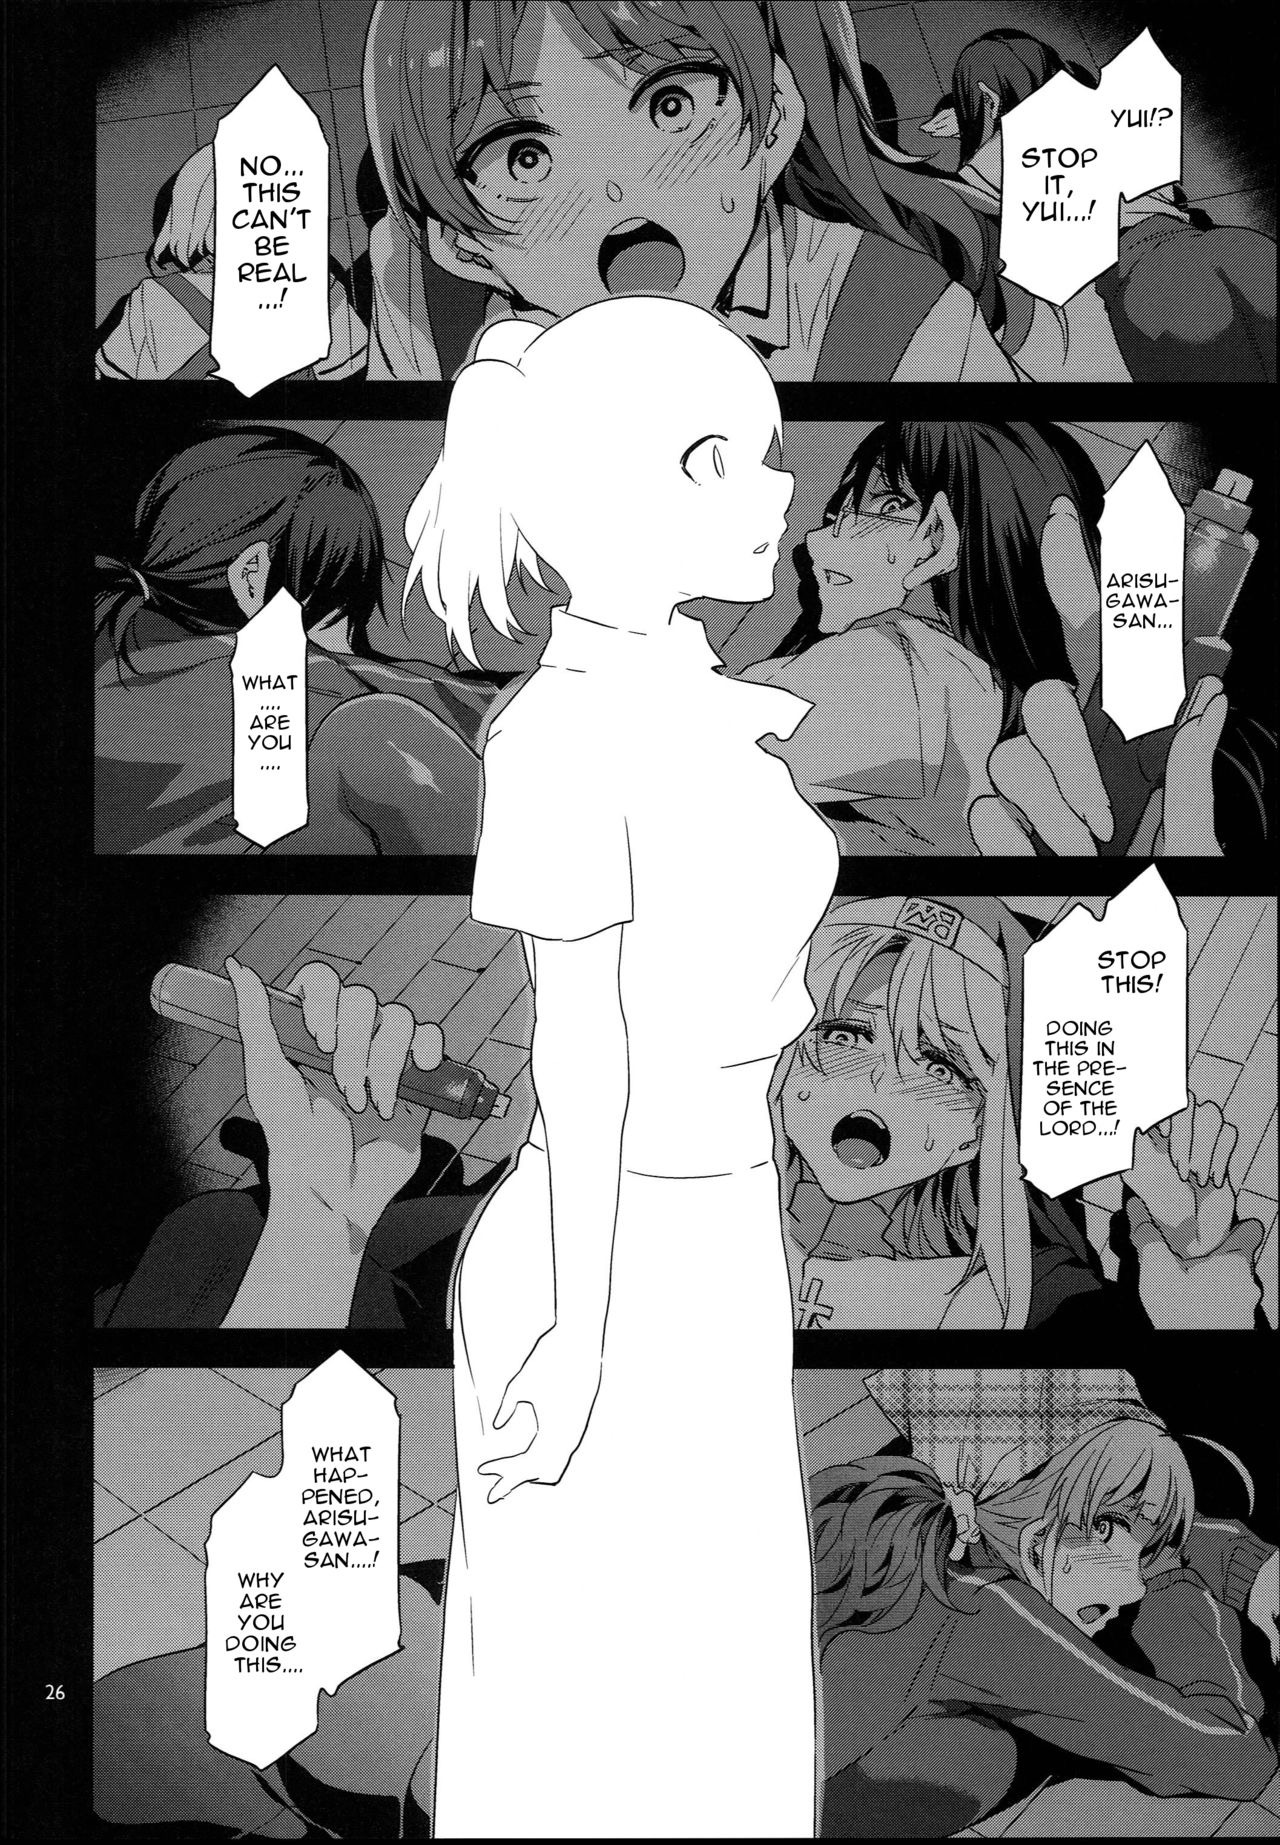 YUI!?
STOP
IT,
YUI...!
NO...
THIS
CAN'T
BE
REAL
...!
ARISU-
GAWA-
SAN...
WHAT
....
ARE
YOU
....
STOP
THIS!
DOING
THIS IN
THE PRE-
SENCE
OF THE
LORD...!
WHAT
HAP-
PENED,
ARISU-
GAWA-
SAN....!
WHY
ARE
YOU
DOING
THIS....
26